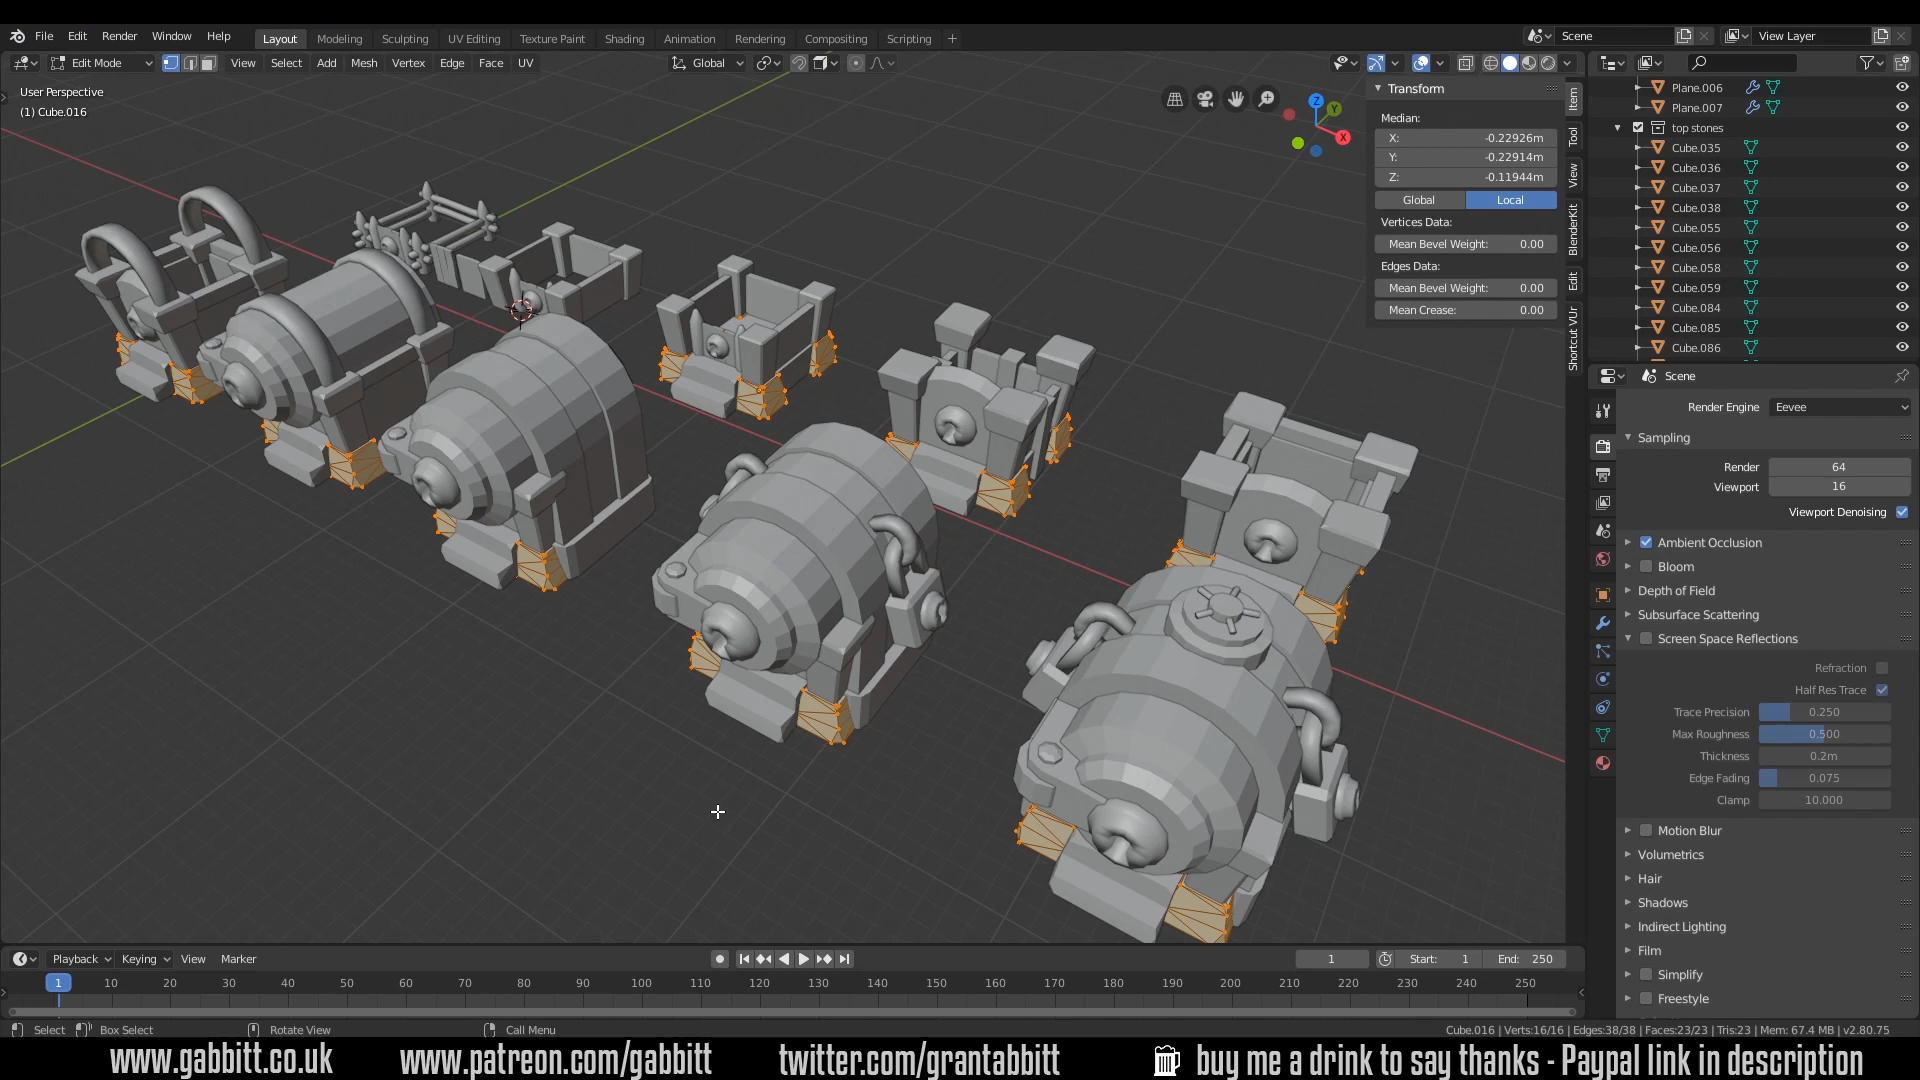 File Edit Render Window Help
Layout Modeling Sculpting UV Editing Texture Paint Shading Animation Rendering Compositing Scripting +
Scene
View Layer
Edit Mode
View Select Add Mesh Vertex Edge Face UV
Global
User Perspective
(1) Cube.016
Z
Y
X
Transform
Median:
X: -0.22926m
Y: -0.22914m
Z: -0.11944m
Global Local
Vertices Data:
Mean Bevel Weight: 0.00
Edges Data:
Mean Bevel Weight: 0.00
Mean Crease: 0.00
Item
Tool
View
BlenderKit
Edit
Shortcut VUr
Plane.006
Plane.007
top stones
Cube.035
Cube.036
Cube.037
Cube.038
Cube.055
Cube.056
Cube.058
Cube.059
Cube.084
Cube.085
Cube.086
Scene
Render Engine Eevee
Sampling
Render 64
Viewport 16
Viewport Denoising
Ambient Occlusion
Bloom
Depth of Field
Subsurface Scattering
Screen Space Reflections
Refraction
Half Res Trace
Trace Precision 0.250
Max Roughness 0.500
Thickness 0.2m
Edge Fading 0.075
Clamp 10.000
Motion Blur
Volumetrics
Hair
Shadows
Indirect Lighting
Film
Simplify
Freestyle
Playback Keying View Marker
1
Start: 1
End: 250
1 10 20 30 40 50 60 70 80 90 100 110 120 130 140 150 160 170 180 190 200 210 220 230 240 250
Select
Box Select
Rotate View
Call Menu
Cube.016 | Verts:16/16 | Edges:38/38 | Faces:23/23 | Tris:23 | Mem: 67.4 MB | v2.80.75
www.gabbitt.co.uk
www.patreon.com/gabbitt
twitter.com/grantabbitt
buy me a drink to say thanks - Paypal link in description